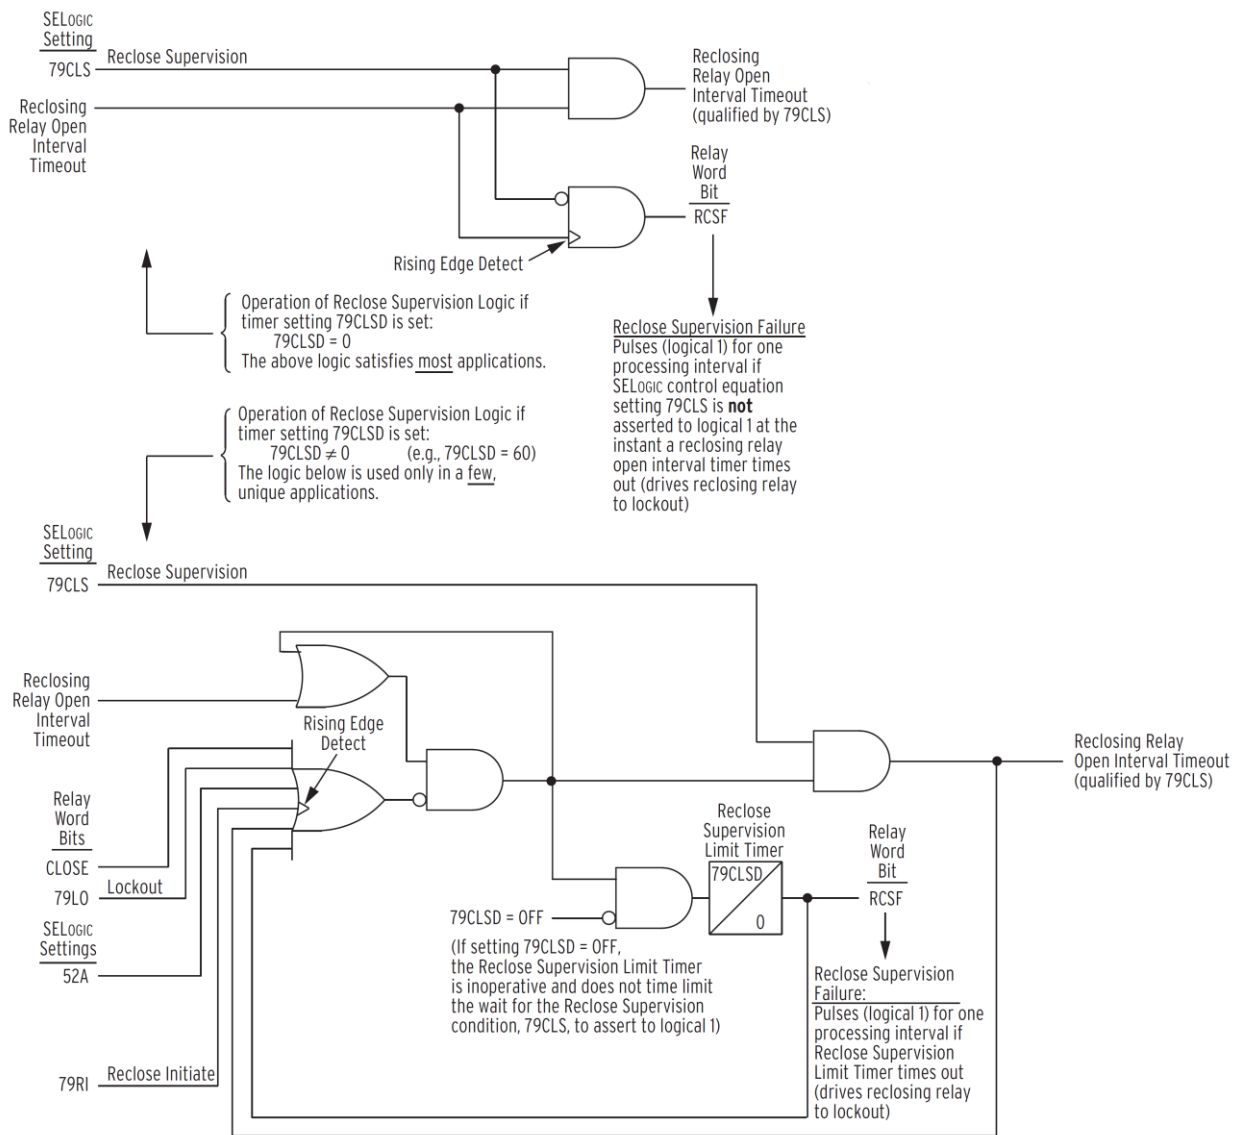 SELOGIC
Setting
79CLS
Reclose Supervision
Reclosing
Relay Open
Interval
Timeout
Reclosing
Relay Open
Interval Timeout
(qualified by 79CLS)
Relay
Word
Bit
RCSF
Rising Edge Detect
Operation of Reclose Supervision Logic if
timer setting 79CLSD is set:
79CLSD = 0
The above logic satisfies most applications.
Reclose Supervision Failure
Pulses (logical 1) for one
processing interval if
SELOGIC control equation
setting 79CLS is not
asserted to logical 1 at the
instant a reclosing relay
open interval timer times
out (drives reclosing relay
to lockout)
Operation of Reclose Supervision Logic if
timer setting 79CLSD is set:
79CLSD ≠ 0 (e.g., 79CLSD = 60)
The logic below is used only in a few,
unique applications.
SELOGIC
Setting
79CLS
Reclose Supervision
Reclosing
Relay Open
Interval
Timeout
Rising Edge
Detect
Relay
Word
Bits
CLOSE
79LO
Lockout
SELOGIC
Settings
52A
79RI
Reclose Initiate
Reclosing Relay
Open Interval Timeout
(qualified by 79CLS)
Reclose
Supervision
Limit Timer
79CLSD
0
79CLSD = OFF
(If setting 79CLSD = OFF,
the Reclose Supervision Limit Timer
is inoperative and does not time limit
the wait for the Reclose Supervision
condition, 79CLS, to assert to logical 1)
Relay
Word
Bit
RCSF
Reclose Supervision
Failure:
Pulses (logical 1) for one
processing interval if
Reclose Supervision
Limit Timer times out
(drives reclosing relay
to lockout)